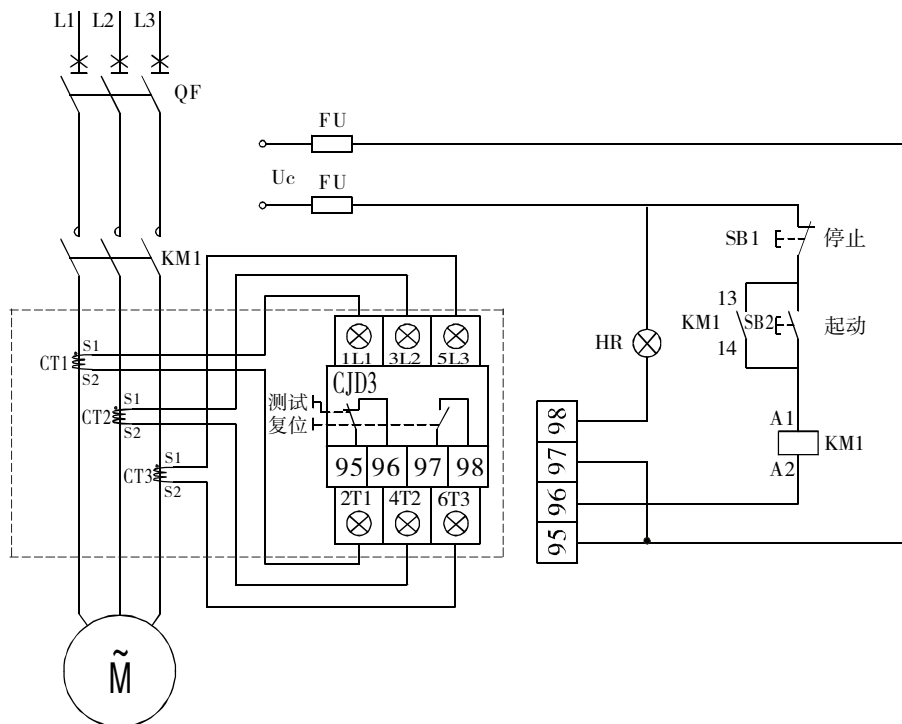 L1 L2 L3
QF
FU
Uc FU
SB1 停止
KM1
13
KM1 SB2 起动
14
HR
1L1 3L2 5L3
S1
CT1
S2
CJD3
测试
复位
S1
CT2
S2
A1
KM1
A2
98
97
96
95
95 96 97 98
S1
CT3
S2
2T1 4T2 6T3
M̃